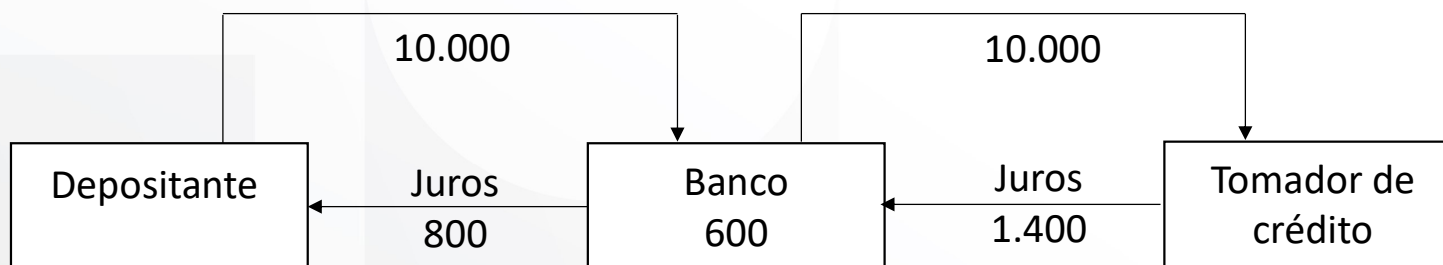 10.000
10.000
Depositante
Juros
800
Banco
600
Juros
1.400
Tomador de
crédito